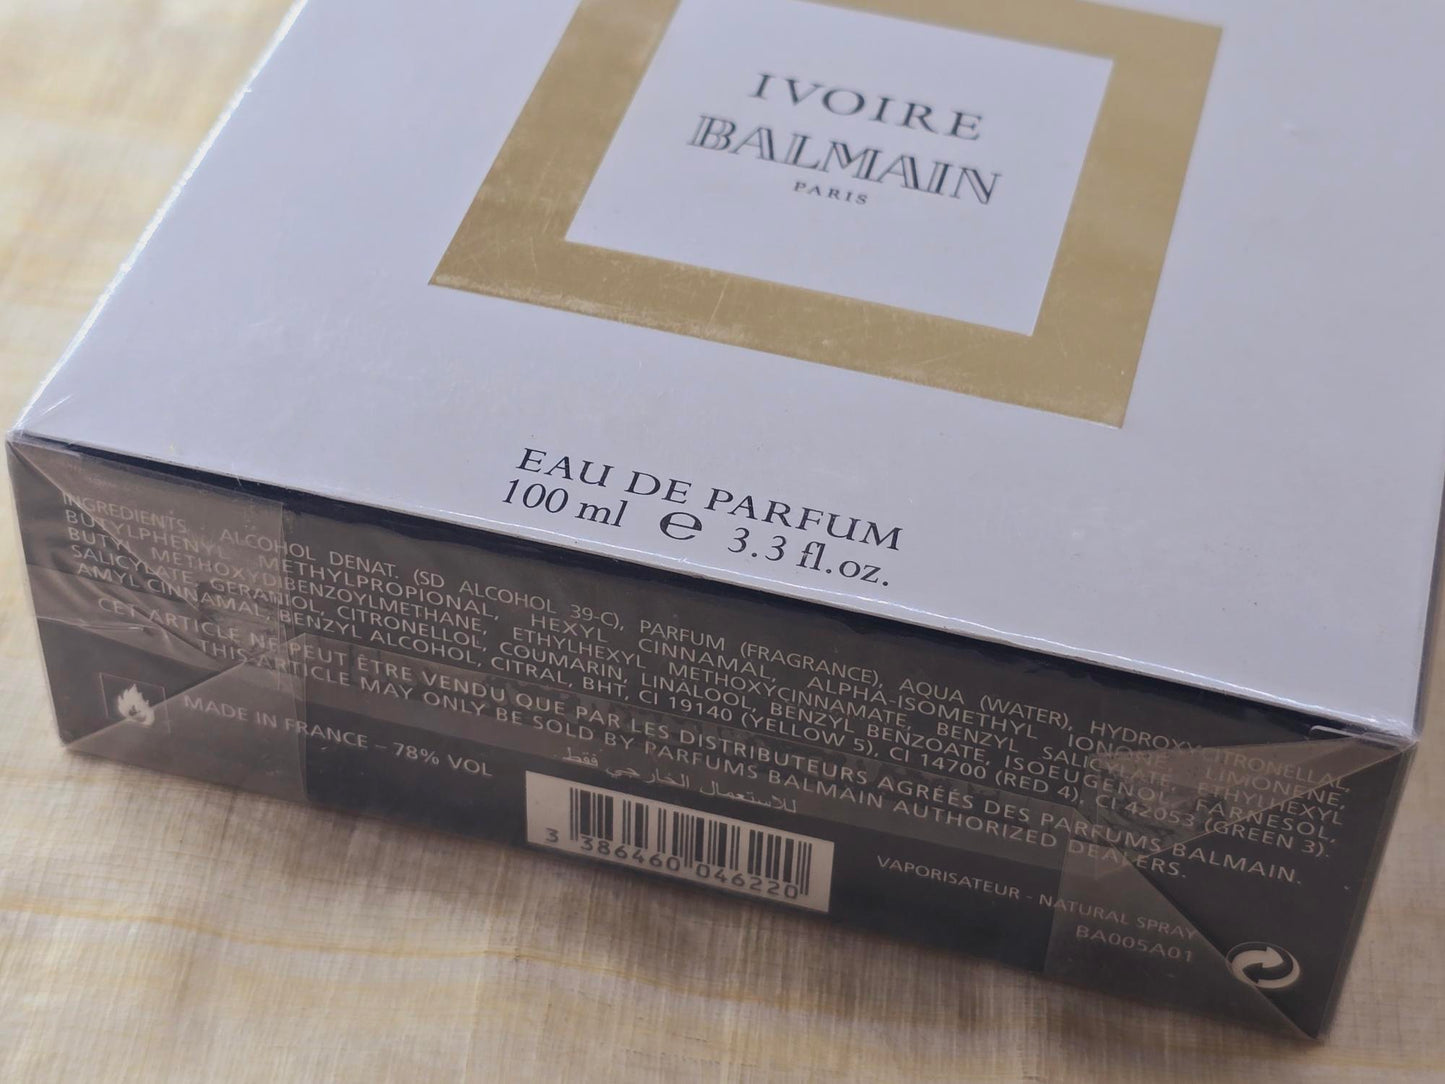 IVOIRE
BALMAIN
PARIS
EAU DE PARFUM
100 ml e 3.3 fl.oz.
INGREDIENTS ALCOHOL DENAT. (SD ALCOHOL 39-C), PARFUM (FRAGRANCE), AQUA (WATER), HYDROXYCITRONELLAL,
BUTYLPHENYL METHYLPROPIONAL, HEXYL CINNAMAL, ALPHA-ISOMETHYL IONONE, LIMONENE,
BUTYL METHOXYDIBENZOYLMETHANE, ETHYLHEXYL METHOXYCINNAMATE, BENZYL SALICYLATE, ETHYLHEXYL
SALICYLATE, GERANIOL, CITRONELLOL, COUMARIN, LINALOOL, BENZYL BENZOATE, ISOEUGENOL, FARNESOL,
AMYL CINNAMAL, BENZYL ALCOHOL, CITRAL, BHT, CI 19140 (YELLOW 5), CI 14700 (RED 4), CI 42053 (GREEN 3).
CET ARTICLE NE PEUT ÊTRE VENDU QUE PAR LES DISTRIBUTEURS AGRÉÉS DES PARFUMS BALMAIN.
THIS ARTICLE MAY ONLY BE SOLD BY PARFUMS BALMAIN AUTHORIZED DEALERS.
للاستعمال الخارجي فقط
MADE IN FRANCE – 78% VOL
3 386460 046220
VAPORISATEUR - NATURAL SPRAY
BA005A01